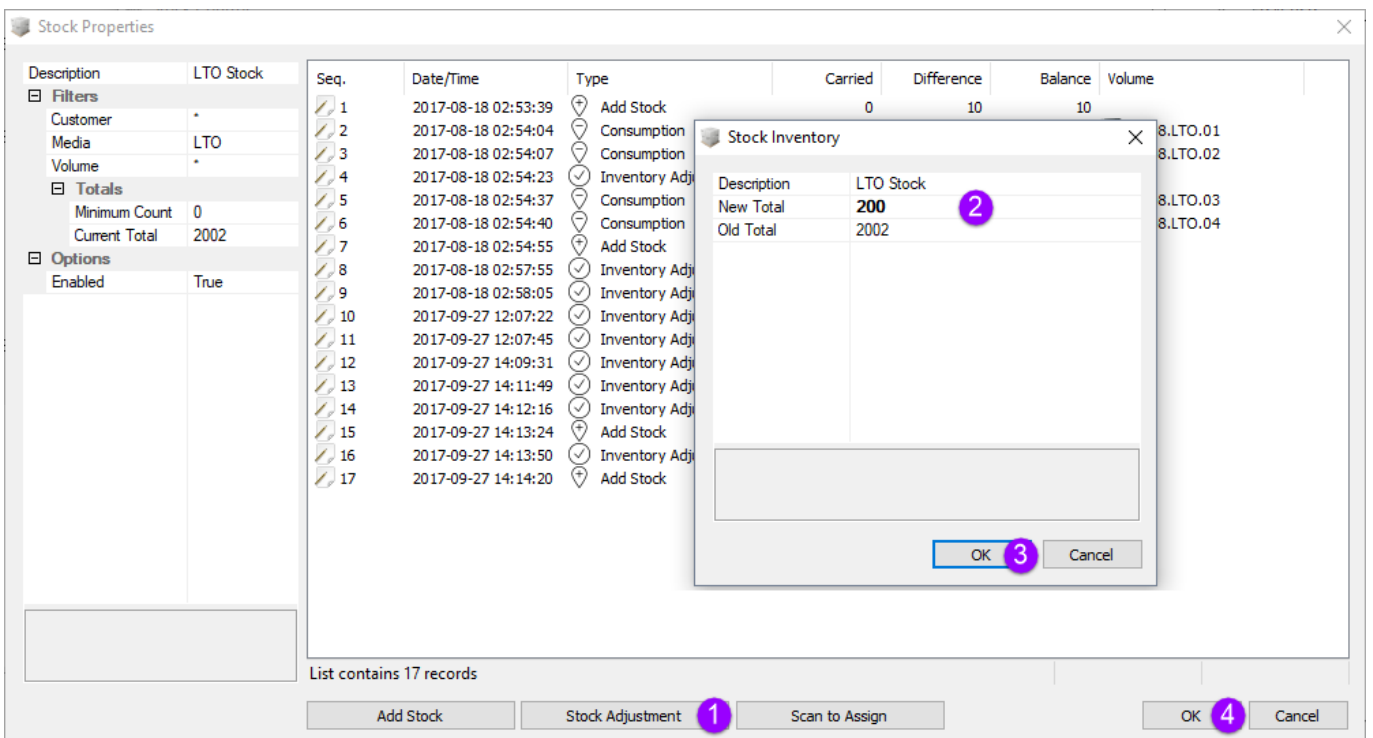 Stock Properties
Description LTO Stock
Filters
Customer *
Media LTO
Volume *
Totals
Minimum Count 0
Current Total 2002
Options
Enabled True
Seq. Date/Time Type Carried Difference Balance Volume
1 2017-08-18 02:53:39 Add Stock 0 10 10
2 2017-08-18 02:54:04 Consumption 8.LTO.01
3 2017-08-18 02:54:07 Consumption 8.LTO.02
4 2017-08-18 02:54:23 Inventory Adj
5 2017-08-18 02:54:37 Consumption 8.LTO.03
6 2017-08-18 02:54:40 Consumption 8.LTO.04
7 2017-08-18 02:54:55 Add Stock
8 2017-08-18 02:57:55 Inventory Adj
9 2017-08-18 02:58:05 Inventory Adj
10 2017-09-27 12:07:22 Inventory Adj
11 2017-09-27 12:07:45 Inventory Adj
12 2017-09-27 14:09:31 Inventory Adj
13 2017-09-27 14:11:49 Inventory Adj
14 2017-09-27 14:12:16 Inventory Adj
15 2017-09-27 14:13:24 Add Stock
16 2017-09-27 14:13:50 Inventory Adj
17 2017-09-27 14:14:20 Add Stock
Stock Inventory
Description LTO Stock
New Total 200 2
Old Total 2002
OK 3 Cancel
List contains 17 records
Add Stock Stock Adjustment 1 Scan to Assign OK 4 Cancel